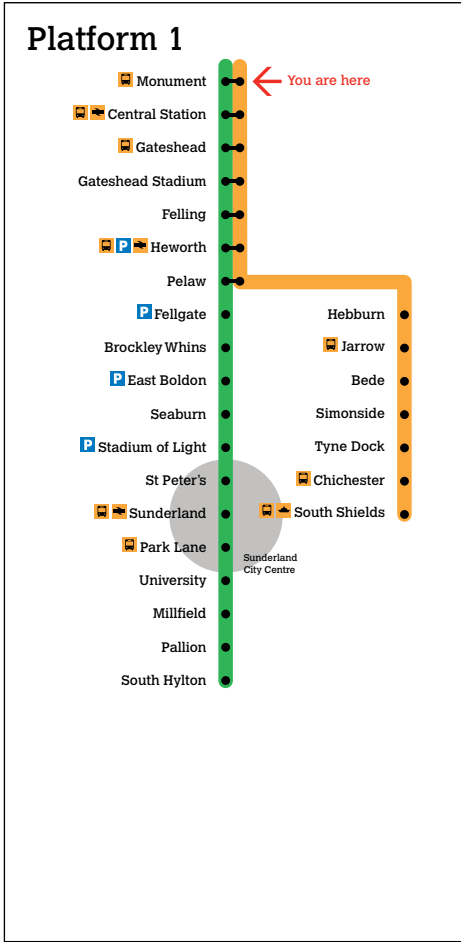 Platform 1
Monument
You are here
Central Station
Gateshead
Gateshead Stadium
Felling
P Heworth
Pelaw
P Fellgate
Brockley Whins
P East Boldon
Seaburn
P Stadium of Light
St Peter's
Sunderland
Park Lane
University
Millfield
Pallion
South Hylton
Hebburn
Jarrow
Bede
Simonside
Tyne Dock
Chichester
South Shields
Sunderland
City Centre